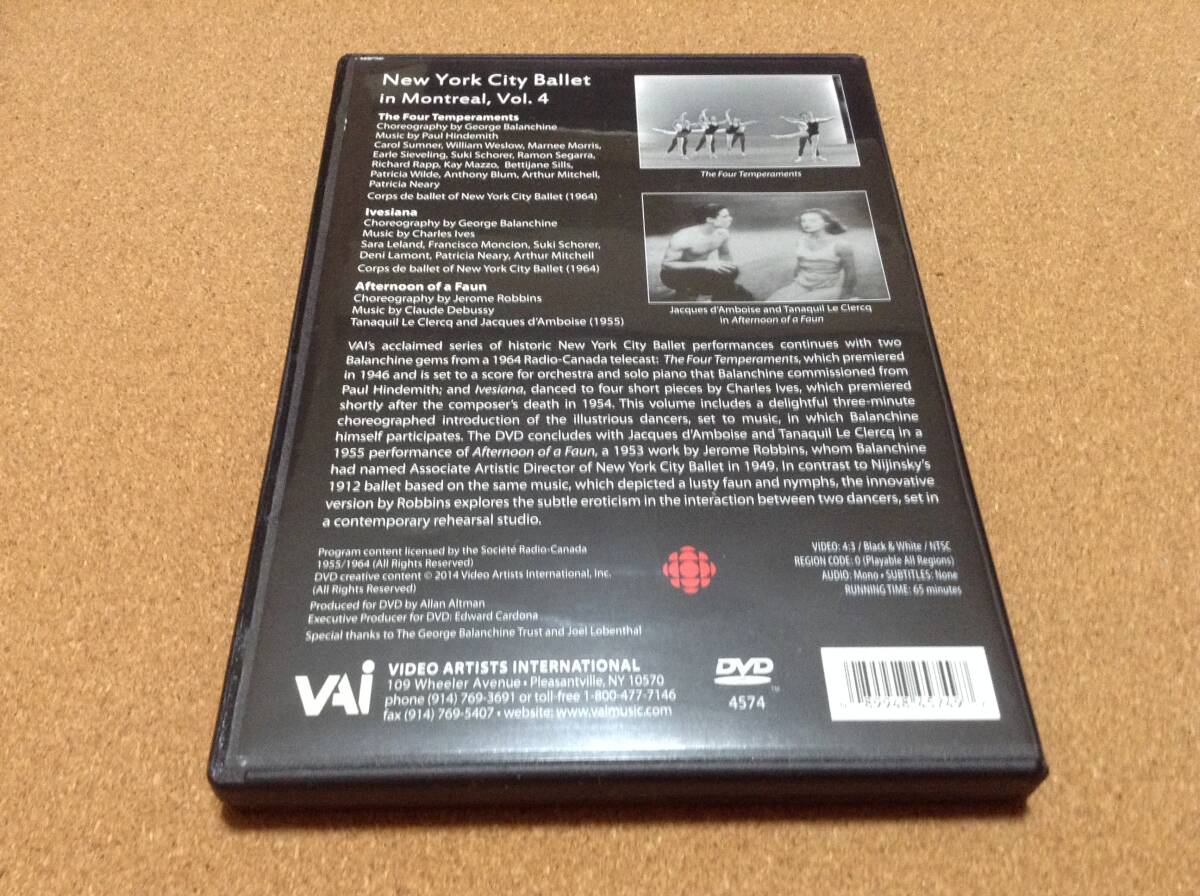 New York City Ballet
in Montreal, Vol. 4
The Four Temperaments
Choreography by George Balanchine
Music by Paul Hindemith
Carol Sumner, William Weslow, Marnee Morris,
Earle Sieveling, Suki Schorer, Ramon Segarra,
Richard Rapp, Kay Mazzo, Bettijane Sills,
Patricia Wilde, Anthony Blum, Arthur Mitchell,
Patricia Neary
Corps de ballet of New York City Ballet (1964)
Ivesiana
Choreography by George Balanchine
Music by Charles Ives
Sara Leland, Francisco Moncion, Suki Schorer,
Deni Lamont, Patricia Neary, Arthur Mitchell
Corps de ballet of New York City Ballet (1964)
Afternoon of a Faun
Choreography by Jerome Robbins
Music by Claude Debussy
Tanaquil Le Clercq and Jacques d'Amboise (1955)
The Four Temperaments
Jacques d'Amboise and Tanaquil Le Clercq
in Afternoon of a Faun
VAI's acclaimed series of historic New York City Ballet performances continues with two
Balanchine gems from a 1964 Radio-Canada telecast: The Four Temperaments, which premiered
in 1946 and is set to a score for orchestra and solo piano that Balanchine commissioned from
Paul Hindemith; and Ivesiana, danced to four short pieces by Charles Ives, which premiered
shortly after the composer's death in 1954. This volume includes a delightful three-minute
choreographed introduction of the illustrious dancers, set to music, in which Balanchine
himself participates. The DVD concludes with Jacques d'Amboise and Tanaquil Le Clercq in a
1955 performance of Afternoon of a Faun, a 1953 work by Jerome Robbins, whom Balanchine
had named Associate Artistic Director of New York City Ballet in 1949. In contrast to Nijinsky's
1912 ballet based on the same music, which depicted a lusty faun and nymphs, the innovative
version by Robbins explores the subtle eroticism in the interaction between two dancers, set in
a contemporary rehearsal studio.
Program content licensed by the Société Radio-Canada
1955/1964 (All Rights Reserved)
DVD creative content © 2014 Video Artists International, Inc.
(All Rights Reserved)
Produced for DVD by Allan Altman
Executive Producer for DVD: Edward Cardona
Special thanks to The George Balanchine Trust and Joel Lobenthal
VIDEO: 4:3 / Black & White / NTSC
REGION CODE: 0 (Playable All Regions)
AUDIO: Mono • SUBTITLES: None
RUNNING TIME: 65 minutes
VAI
VIDEO ARTISTS INTERNATIONAL
109 Wheeler Avenue • Pleasantville, NY 10570
phone (914) 769-3691 or toll-free 1-800-477-7146
fax (914) 769-5407 • website: www.vaimusic.com
DVD
VIDEO
TM
4574
89948 45749